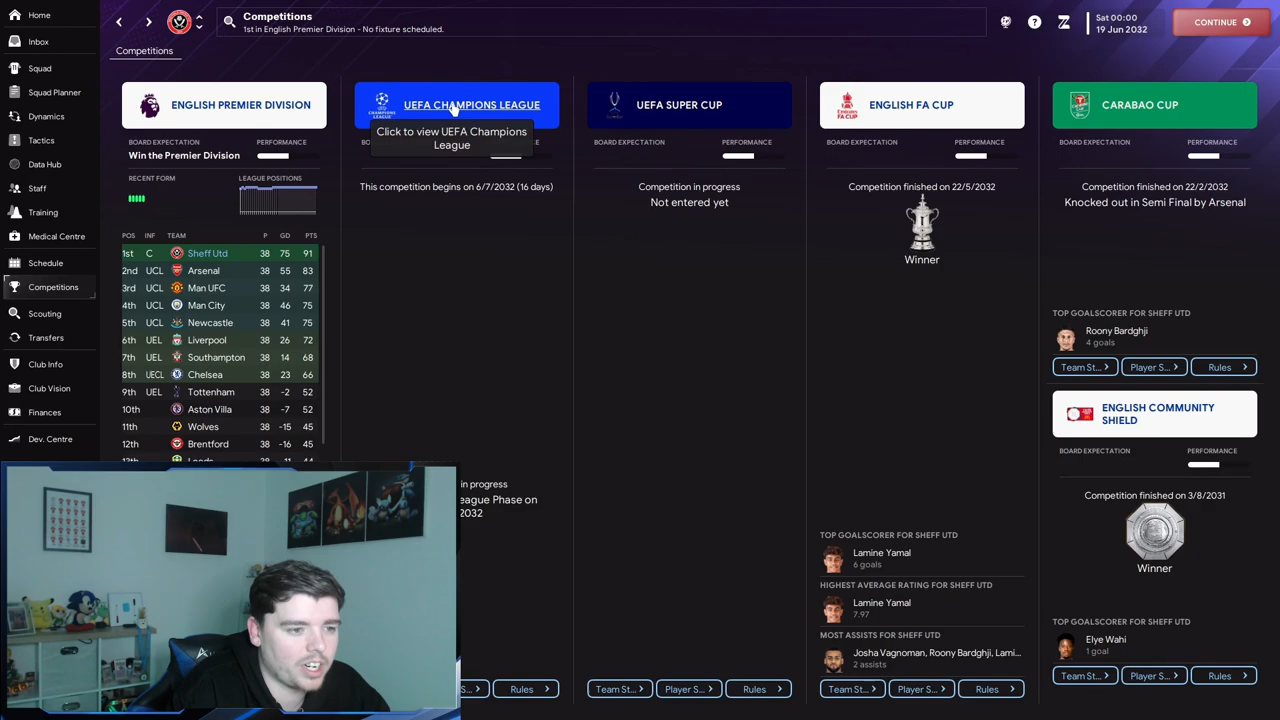 Home
Inbox
Squad
Squad Planner
Dynamics
Tactics
Data Hub
Staff
Training
Medical Centre
Schedule
Competitions
Scouting
Transfers
Club Info
Club Vision
Finances
Dev. Centre
Competitions
1st in English Premier Division - No fixture scheduled.
Sat 00:00
19 Jun 2032
CONTINUE
Competitions
ENGLISH PREMIER DIVISION
BOARD EXPECTATION
PERFORMANCE
Win the Premier Division
RECENT FORM
LEAGUE POSITIONS
POS INF TEAM P GD PTS
1st C Sheff Utd 38 75 91
2nd UCL Arsenal 38 55 83
3rd UCL Man UFC 38 34 77
4th UCL Man City 38 46 75
5th UCL Newcastle 38 41 75
6th UEL Liverpool 38 26 72
7th UEL Southampton 38 14 68
8th UECL Chelsea 38 23 66
9th UEL Tottenham 38 -2 52
10th Aston Villa 38 -7 52
11th Wolves 38 -15 45
12th Brentford 38 -16 45
UEFA CHAMPIONS LEAGUE
Click to view UEFA Champions
League
This competition begins on 6/7/2032 (16 days)
in progress
eague Phase on
2032
S...
Rules
UEFA SUPER CUP
BOARD EXPECTATION
PERFORMANCE
Competition in progress
Not entered yet
Team St...
Player S...
Rules
ENGLISH FA CUP
BOARD EXPECTATION
PERFORMANCE
Competition finished on 22/5/2032
Winner
TOP GOALSCORER FOR SHEFF UTD
Lamine Yamal
6 goals
HIGHEST AVERAGE RATING FOR SHEFF UTD
Lamine Yamal
7.97
MOST ASSISTS FOR SHEFF UTD
Josha Vagnoman, Roony Bardghji, Lami...
2 assists
Team St...
Player S...
Rules
CARABAO CUP
BOARD EXPECTATION
PERFORMANCE
Competition finished on 22/2/2032
Knocked out in Semi Final by Arsenal
TOP GOALSCORER FOR SHEFF UTD
Roony Bardghji
4 goals
Team St...
Player S...
Rules
ENGLISH COMMUNITY
SHIELD
BOARD EXPECTATION
PERFORMANCE
Competition finished on 3/8/2031
Winner
TOP GOALSCORER FOR SHEFF UTD
Elye Wahi
1 goal
Team St...
Player S...
Rules